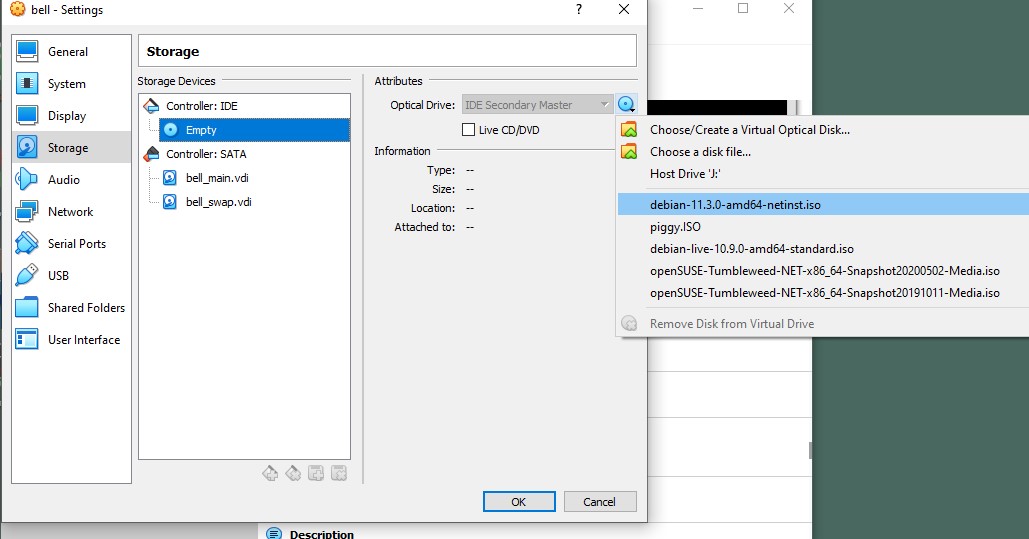 bell - Settings
?
General
System
Display
Storage
Audio
Network
Serial Ports
USB
Shared Folders
User Interface
Storage
Storage Devices
Controller: IDE
Empty
Controller: SATA
bell_main.vdi
bell_swap.vdi
Attributes
Optical Drive: IDE Secondary Master
Live CD/DVD
Information
Type: --
Size: --
Location: --
Attached to: --
Choose/Create a Virtual Optical Disk...
Choose a disk file...
Host Drive 'J:'
debian-11.3.0-amd64-netinst.iso
piggy.ISO
debian-live-10.9.0-amd64-standard.iso
openSUSE-Tumbleweed-NET-x86_64-Snapshot20200502-Media.iso
openSUSE-Tumbleweed-NET-x86_64-Snapshot20191011-Media.iso
Remove Disk from Virtual Drive
OK
Cancel
Description